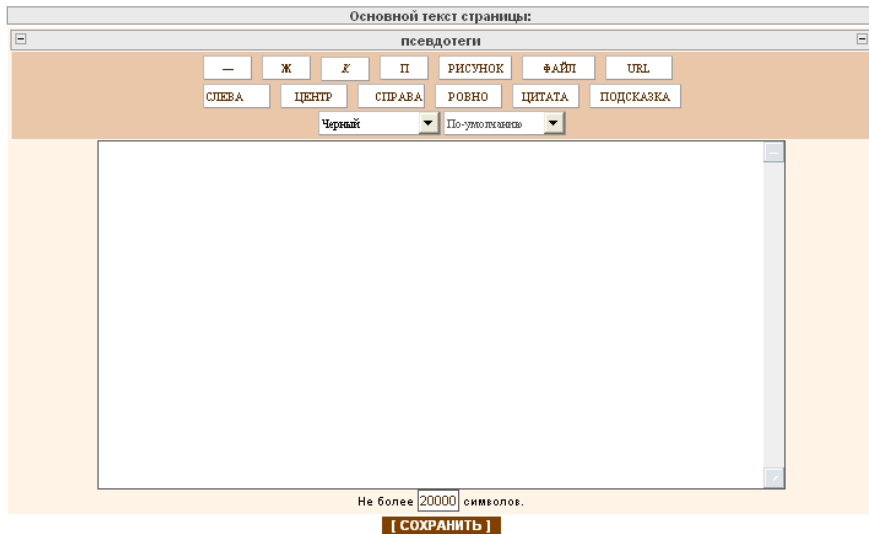 Основной текст страницы:
псевдотеги
— Ж К П РИСУНОК ФАЙЛ URL
СЛЕВА ЦЕНТР СПРАВА РОВНО ЦИТАТА ПОДСКАЗКА
Черный По-умолчанию
Не более 20000 символов.
[ СОХРАНИТЬ ]